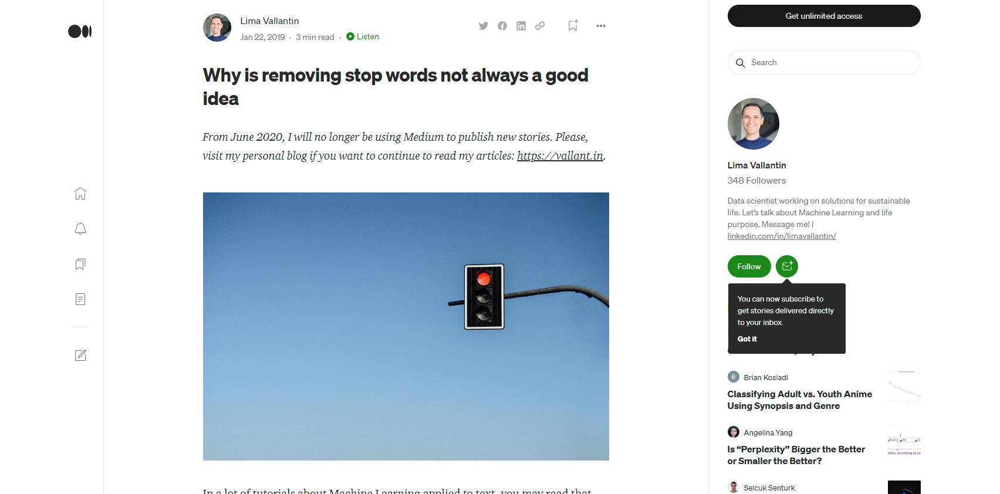 Lima Vallantin
Jan 22, 2019 · 3 min read · Listen
Why is removing stop words not always a good
idea
From June 2020, I will no longer be using Medium to publish new stories. Please,
visit my personal blog if you want to continue to read my articles: https://vallant.in.
In a lot of tutorials about Machine Learning applied to text, you may read that
Get unlimited access
Search
Lima Vallantin
348 Followers
Data scientist working on solutions for sustainable
life. Let’s talk about Machine Learning and life
purpose. Message me! |
linkedin.com/in/limavallantin/
Follow
You can now subscribe to
get stories delivered directly
to your inbox.
Got it
B Brian Kosiadi
Classifying Adult vs. Youth Anime
Using Synopsis and Genre
Angelina Yang
Is “Perplexity” Bigger the Better
or Smaller the Better?
rpus, according to La
Selcuk Senturk